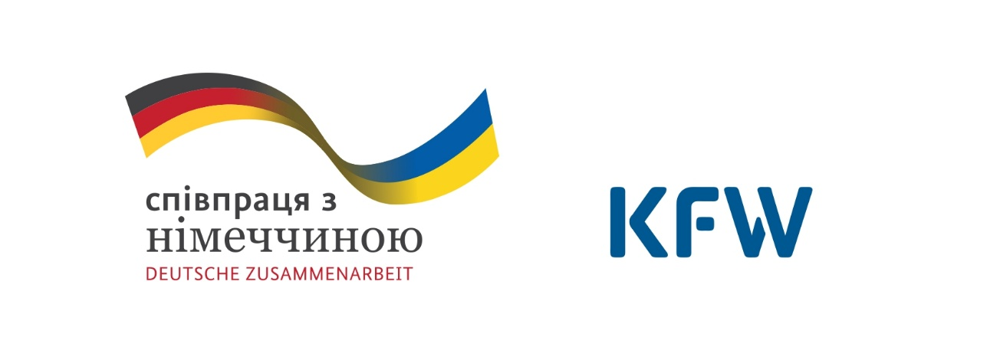 співпраця з
німеччиною
DEUTSCHE ZUSAMMENARBEIT
KFW